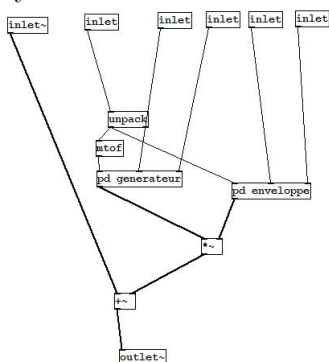 inlet~
inlet
inlet
inlet
inlet
inlet
unpack
mtof
pd generateur
pd enveloppe
*~
+~
outlet~